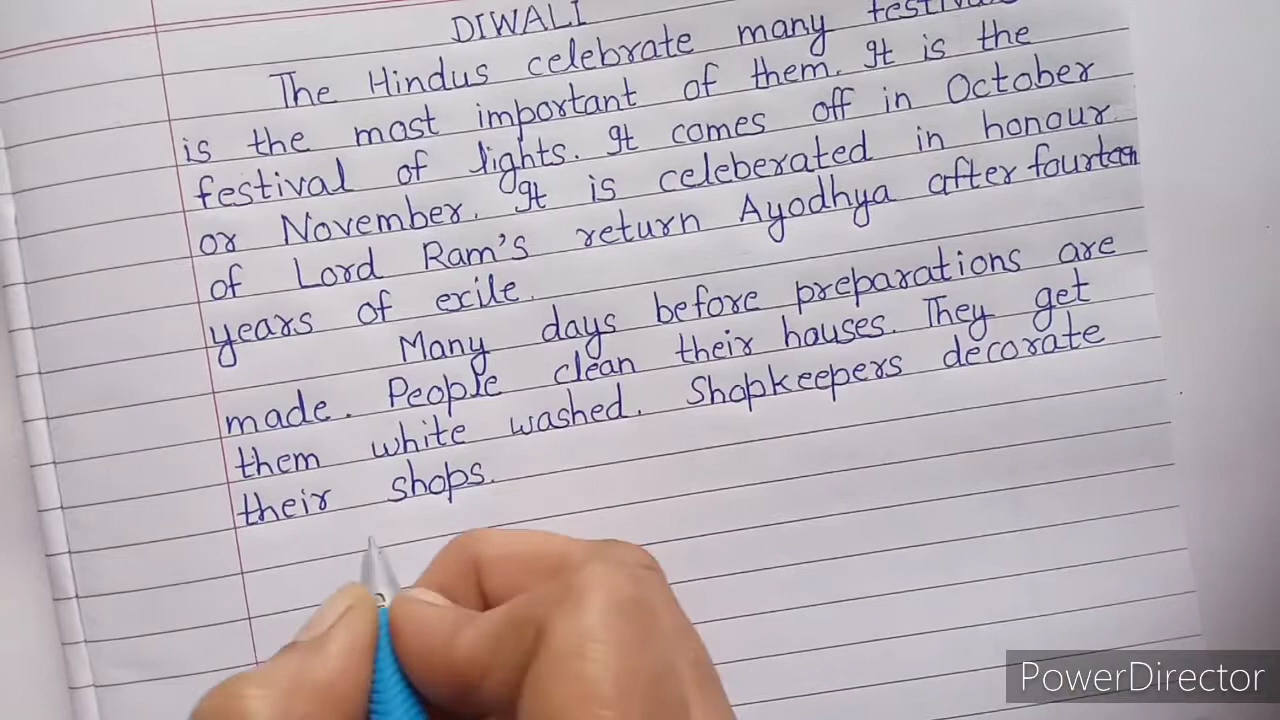 DIWALI
The Hindus celebrate many festivals
is the most important of them. It is the
festival of lights. It comes off in October
or November. It is celeberated in honour
of Lord Ram's return Ayodhya after fourteen
years of exile.
Many days before preparations are
made. People clean their houses. They get
them white washed. Shopkeepers decorate
their shops.
PowerDirector